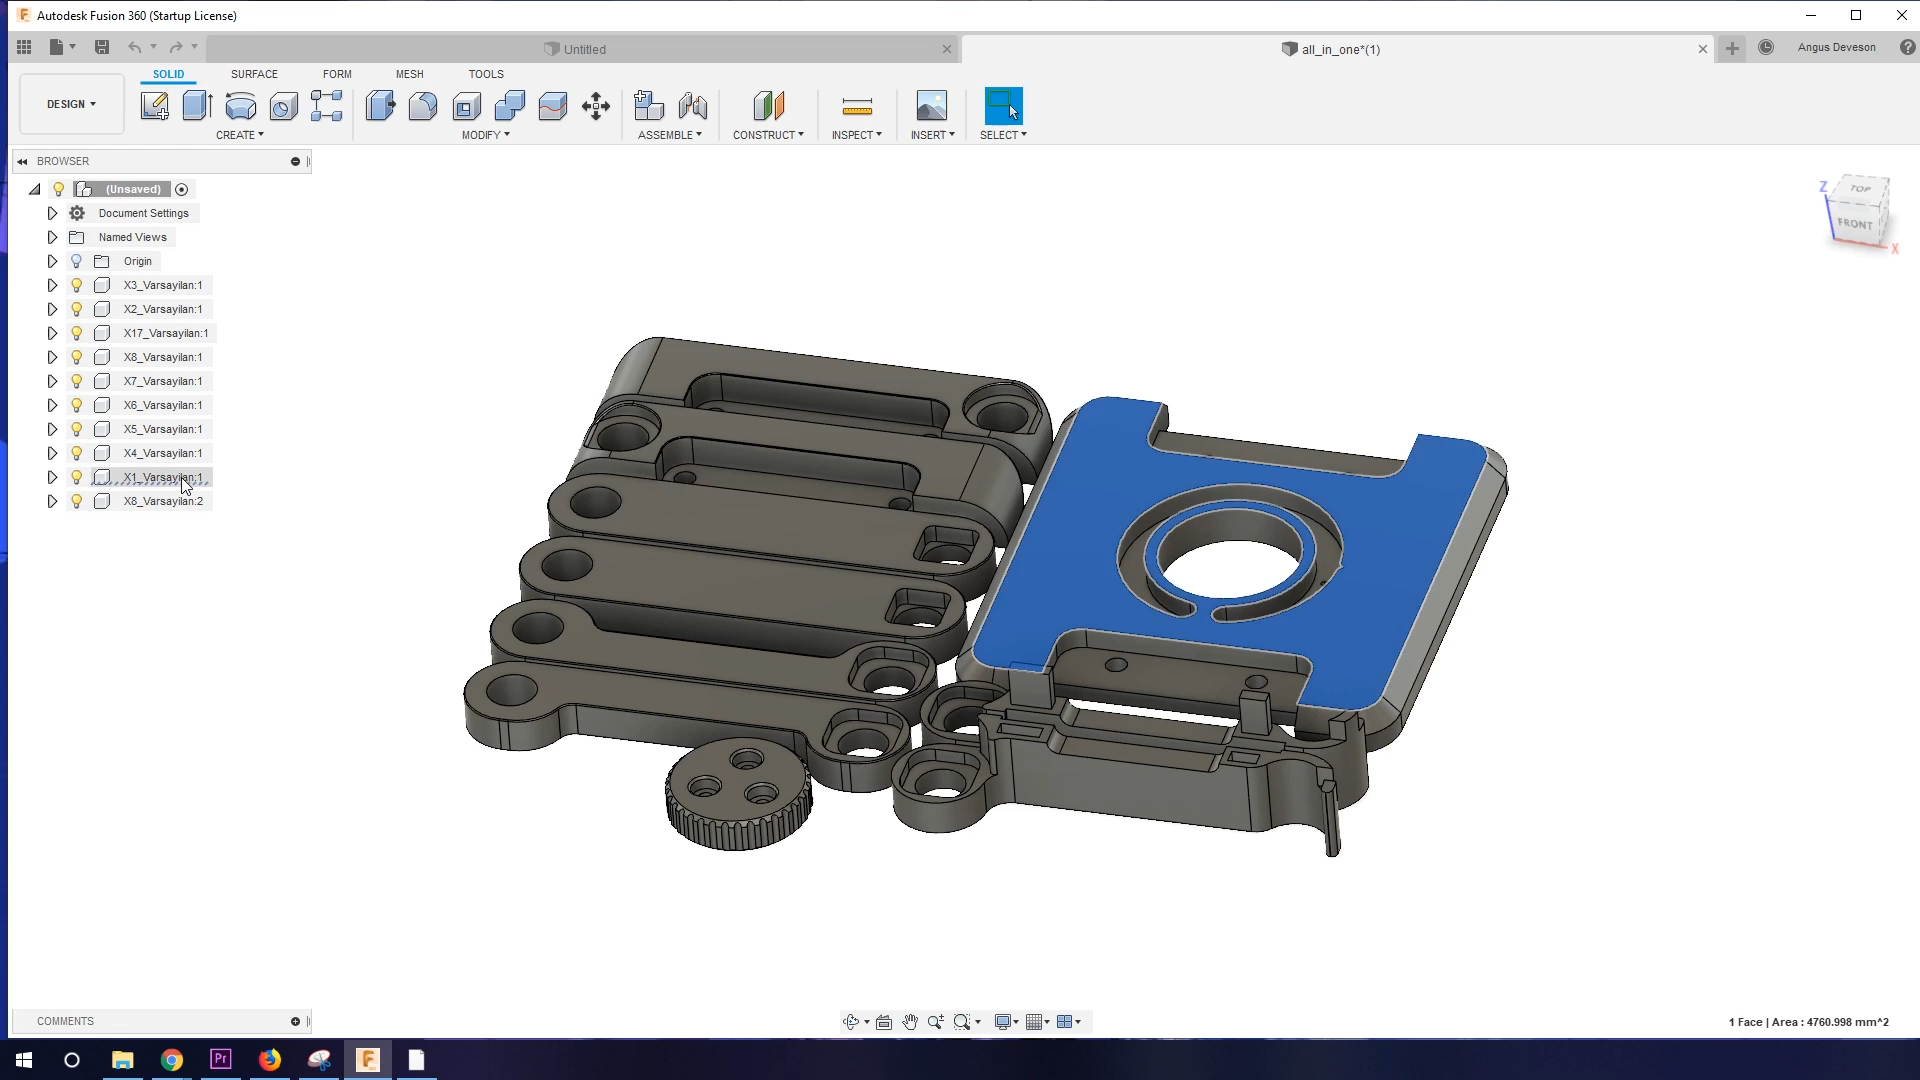 Autodesk Fusion 360 (Startup License)
Untitled
all_in_one*(1)
Angus Deveson
SOLID SURFACE FORM MESH TOOLS
DESIGN
CREATE MODIFY ASSEMBLE CONSTRUCT INSPECT INSERT SELECT
BROWSER
(Unsaved)
Document Settings
Named Views
Origin
X3_Varsayilan:1
X2_Varsayilan:1
X17_Varsayilan:1
X8_Varsayilan:1
X7_Varsayilan:1
X6_Varsayilan:1
X5_Varsayilan:1
X4_Varsayilan:1
X1_Varsayilan:1
X8_Varsayilan:2
Z
TOP
FRONT
X
COMMENTS
1 Face | Area : 4760.998 mm^2
Pr
F